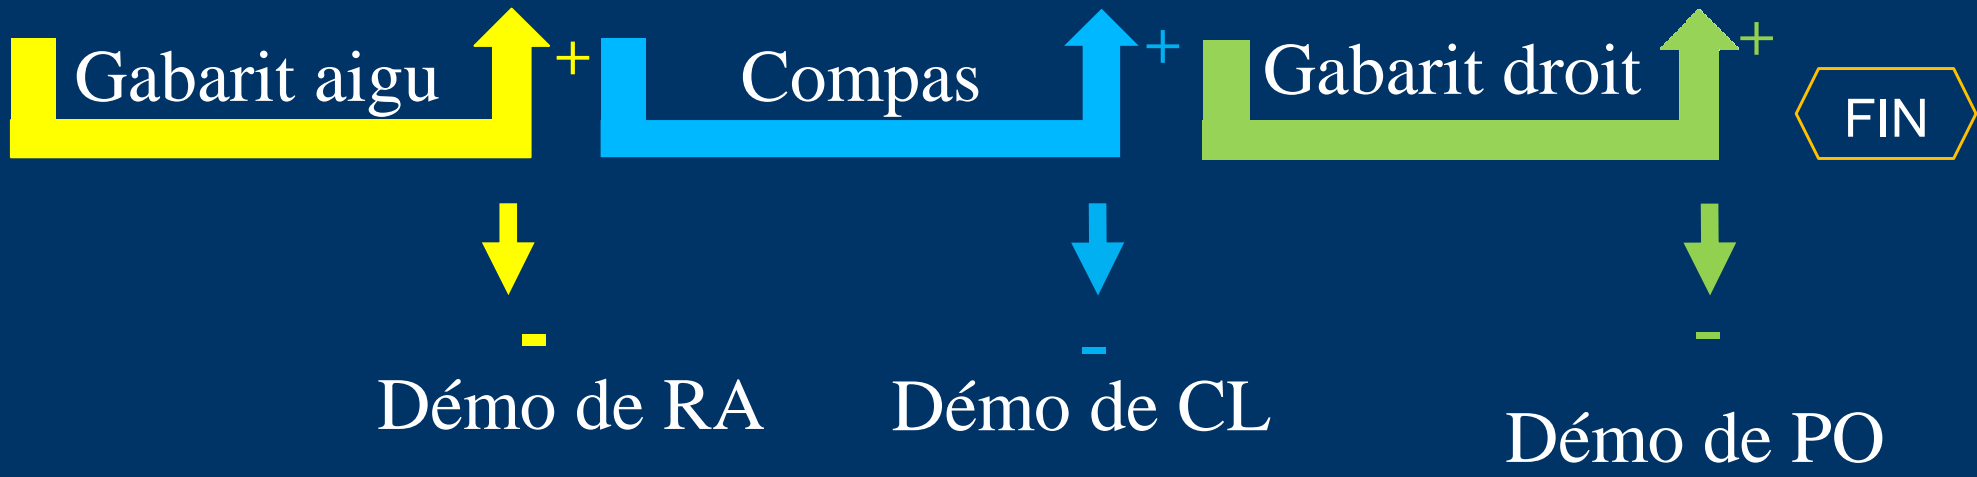 Gabarit aigu
+
Compas
+
Gabarit droit
+
FIN
-
-
-
Démo de RA
Démo de CL
Démo de PO